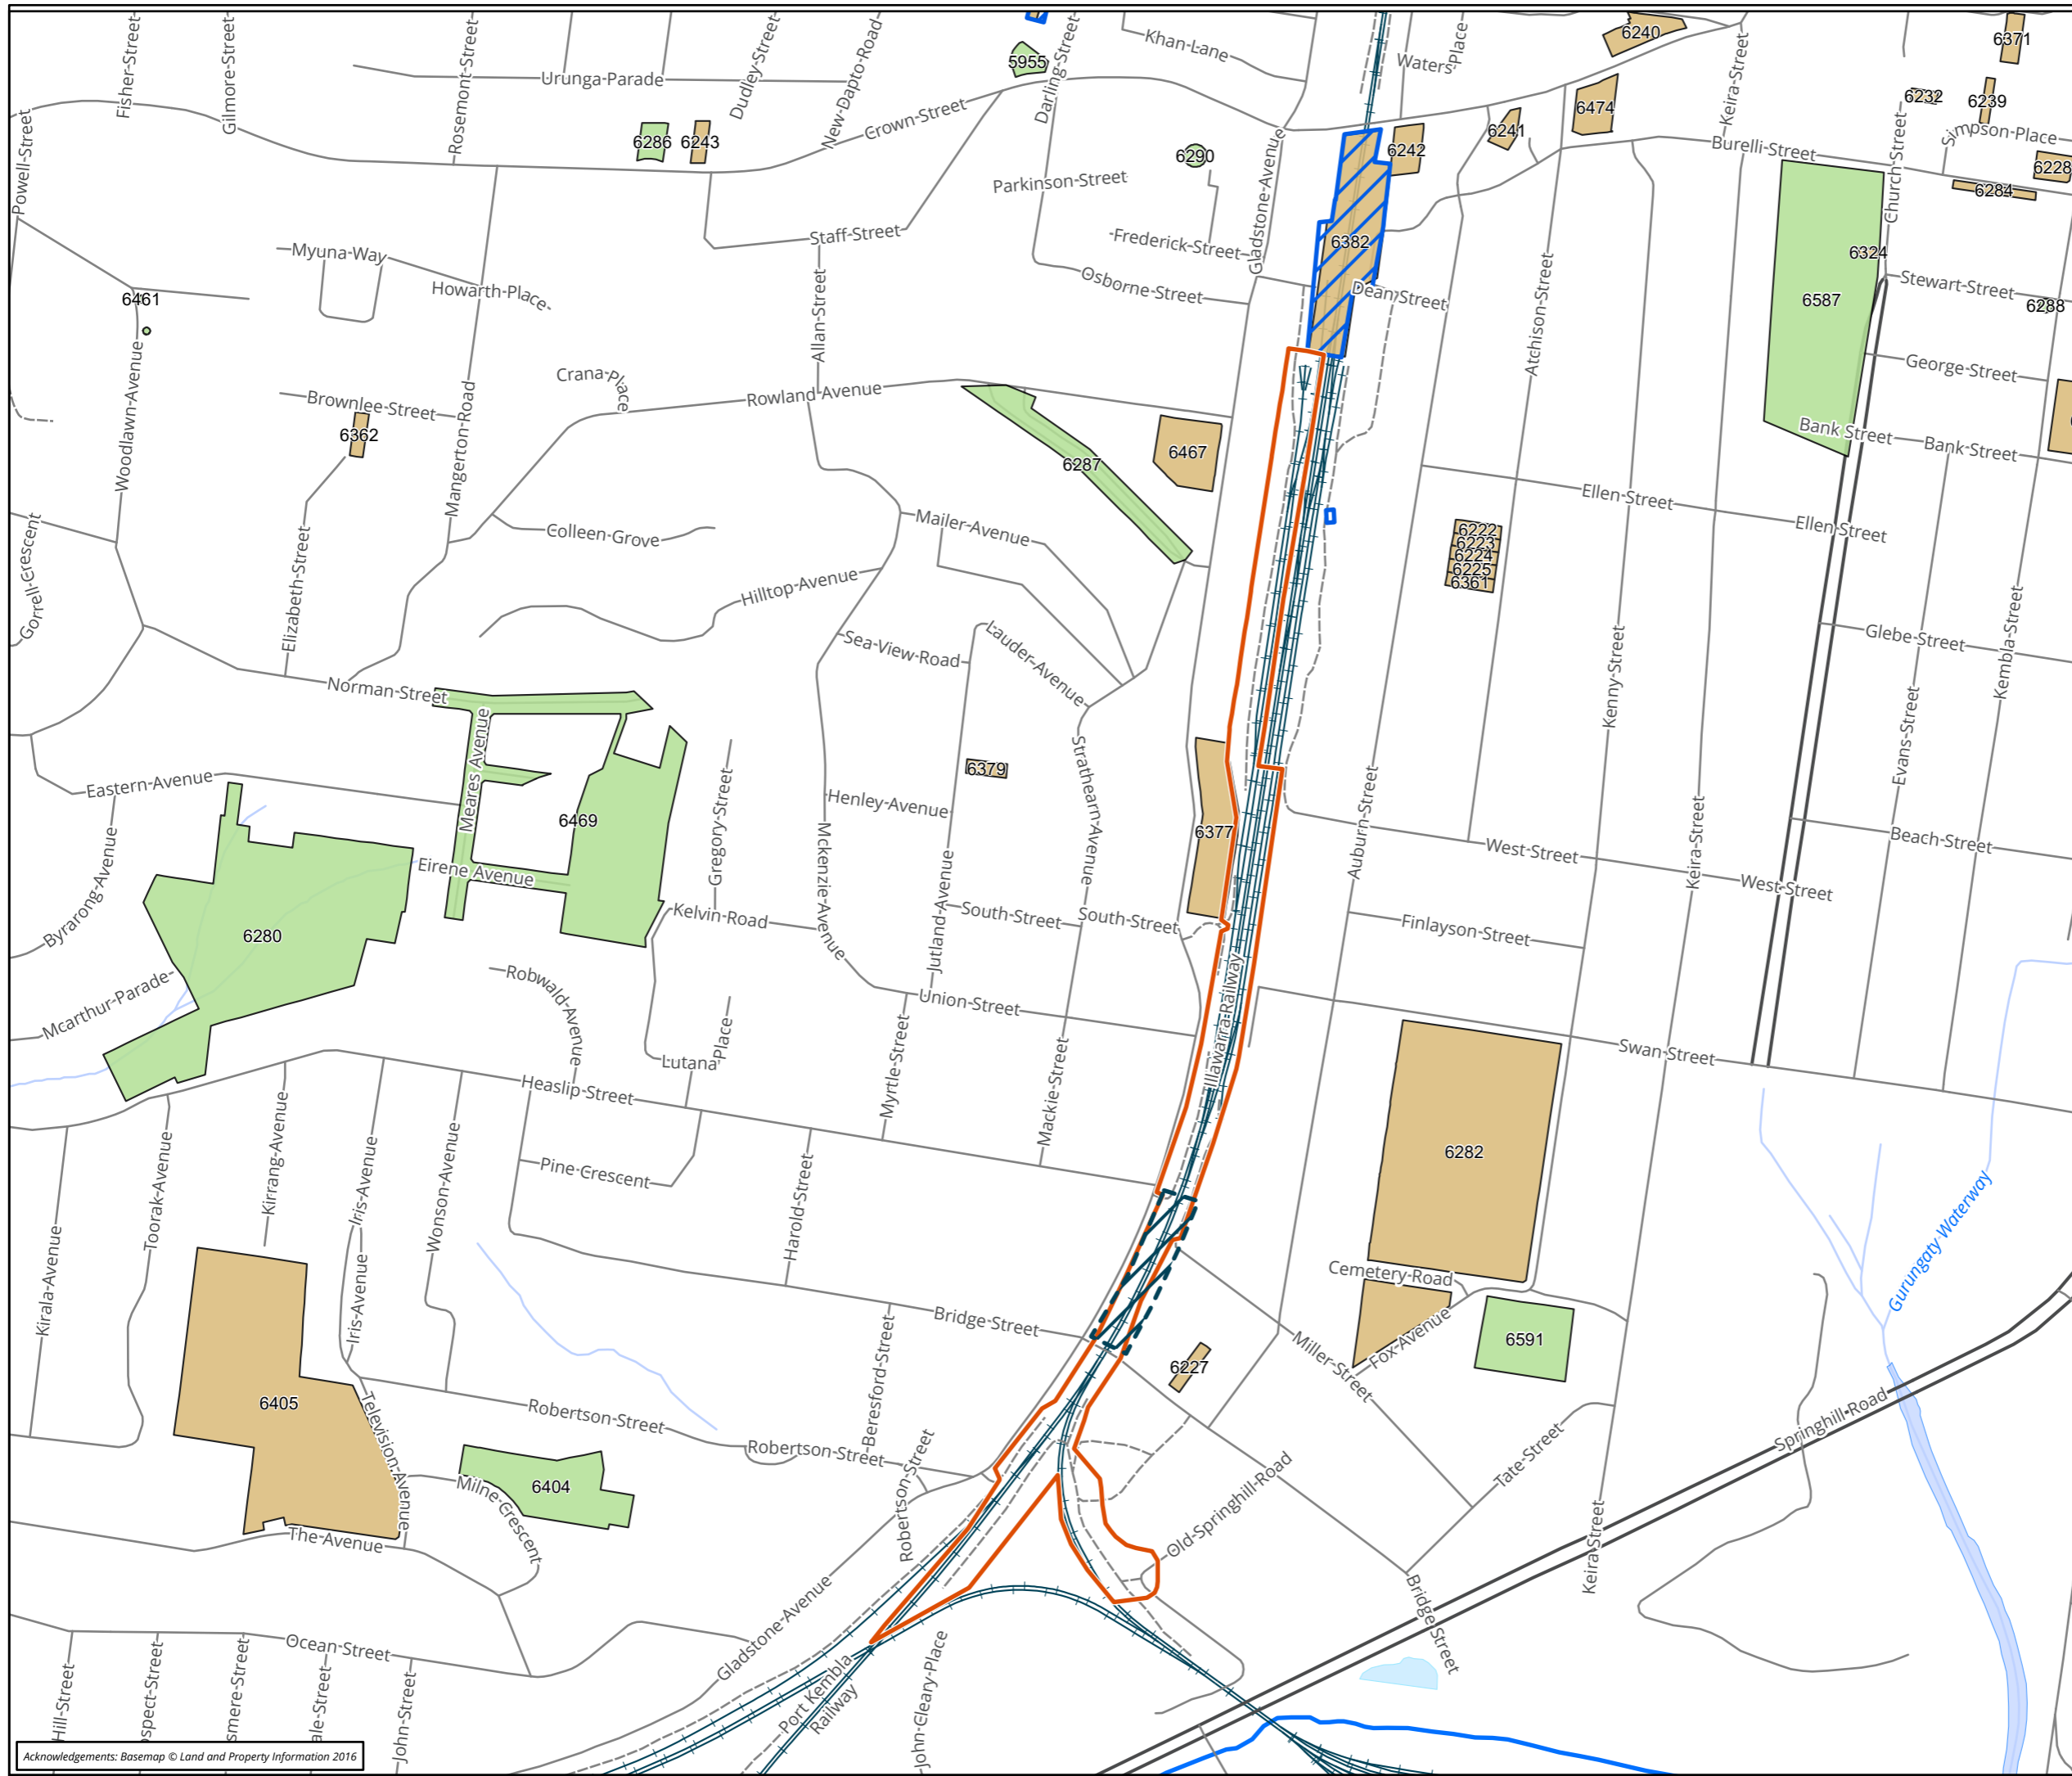 Fisher-Street
Gilmore-Street
Rosemont-Street
Dudley-Street
New-Dapto-Road
Darling-Street
Khan-Lane
Waters-Place
Keira-Street
6240
6371
5955
Urunga-Parade
6474
6232
6239
Simpson-Place
Powell-Street
Crown-Street
6241
6242
Burelli-Street
Church-Street
6228
6286
6243
6290
Parkinson-Street
6284
Gladstone-Avenue
Staff-Street
Frederick-Street
6382
6324
Myuna-Way
Howarth-Place
Osborne-Street
Dean-Street
Stewart-Street
6461
6587
6288
Allan-Street
Atchison-Street
George-Street
Woodlawn-Avenue
Crana-Place
Rowland Avenue
Brownlee-Street
Mangerton-Road
6362
6287
6467
Bank Street
Bank-Street
Ellen-Street
Ellen-Street
Colleen-Grove
Mailer-Avenue
6222
6223
6224
6225
6361
Gorrell-Crescent
Elizabeth-Street
Hilltop-Avenue
Sea-View-Road
Lauder-Avenue
Glebe-Street
Kembla-Street
Kenny-Street
Norman-Street
Meares Avenue
Evans-Street
Strathearn-Avenue
6379
Eastern-Avenue
6469
Gregory-Street
Henley-Avenue
6377
Auburn-Street
Keira-Street
Beach-Street
West-Street
West-Street
Eirene Avenue
Byrarong-Avenue
Mckenzie-Avenue
Jutland-Avenue
Kelvin-Road
South-Street
South-Street
Finlayson-Street
6280
Mcarthur-Parade
Robwald-Avenue
Union-Street
Illawarra-Railway
Swan-Street
Lutana-Place
Myrtle-Street
Mackie-Street
Heaslip-Street
6282
Kirrang-Avenue
Toorak-Avenue
Iris-Avenue
Wonson-Avenue
Pine-Crescent
Harold-Street
Kirala-Avenue
Iris-Avenue
Gurungaty-Waterway
Cemetery-Road
Bridge-Street
Miller-Street
Fox-Avenue
6591
6227
Beresford-Street
6405
Television-Avenue
Robertson-Street
Robertson-Street
Robertson-Street
Springhill-Road
Tate-Street
Old-Springhill-Road
6404
Milne-Crescent
The-Avenue
Keira-Street
Bridge-Street
Gladstone-Avenue
Ocean-Street
Port Kembla
Railway
John-Cleary-Place
Hill-Street
ospect-Street
smere-Street
ale-Street
John-Street
Acknowledgements: Basemap © Land and Property Information 2016